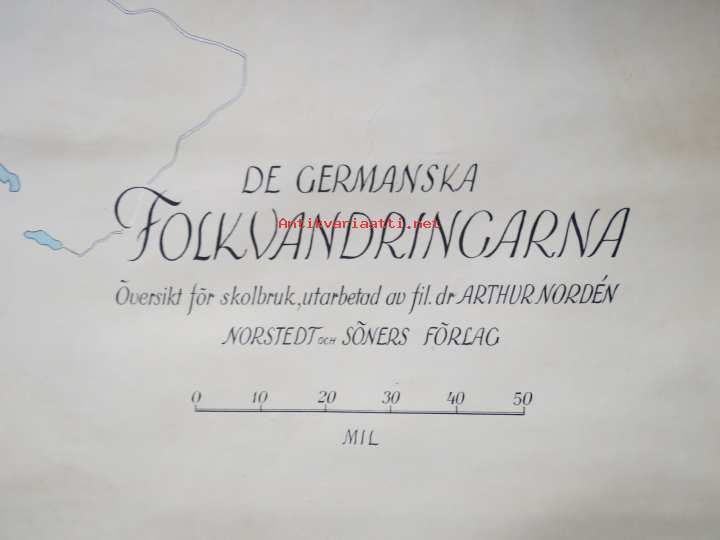 DE GERMANSKA
FOLKVANDRINGARNA
Antikvariaatti.net
Översikt för skolbruk, utarbetad av fil. dr ARTHUR NORDÉN
NORSTEDT OCH SÖNERS FÖRLAG
0 10 20 30 40 50
MIL